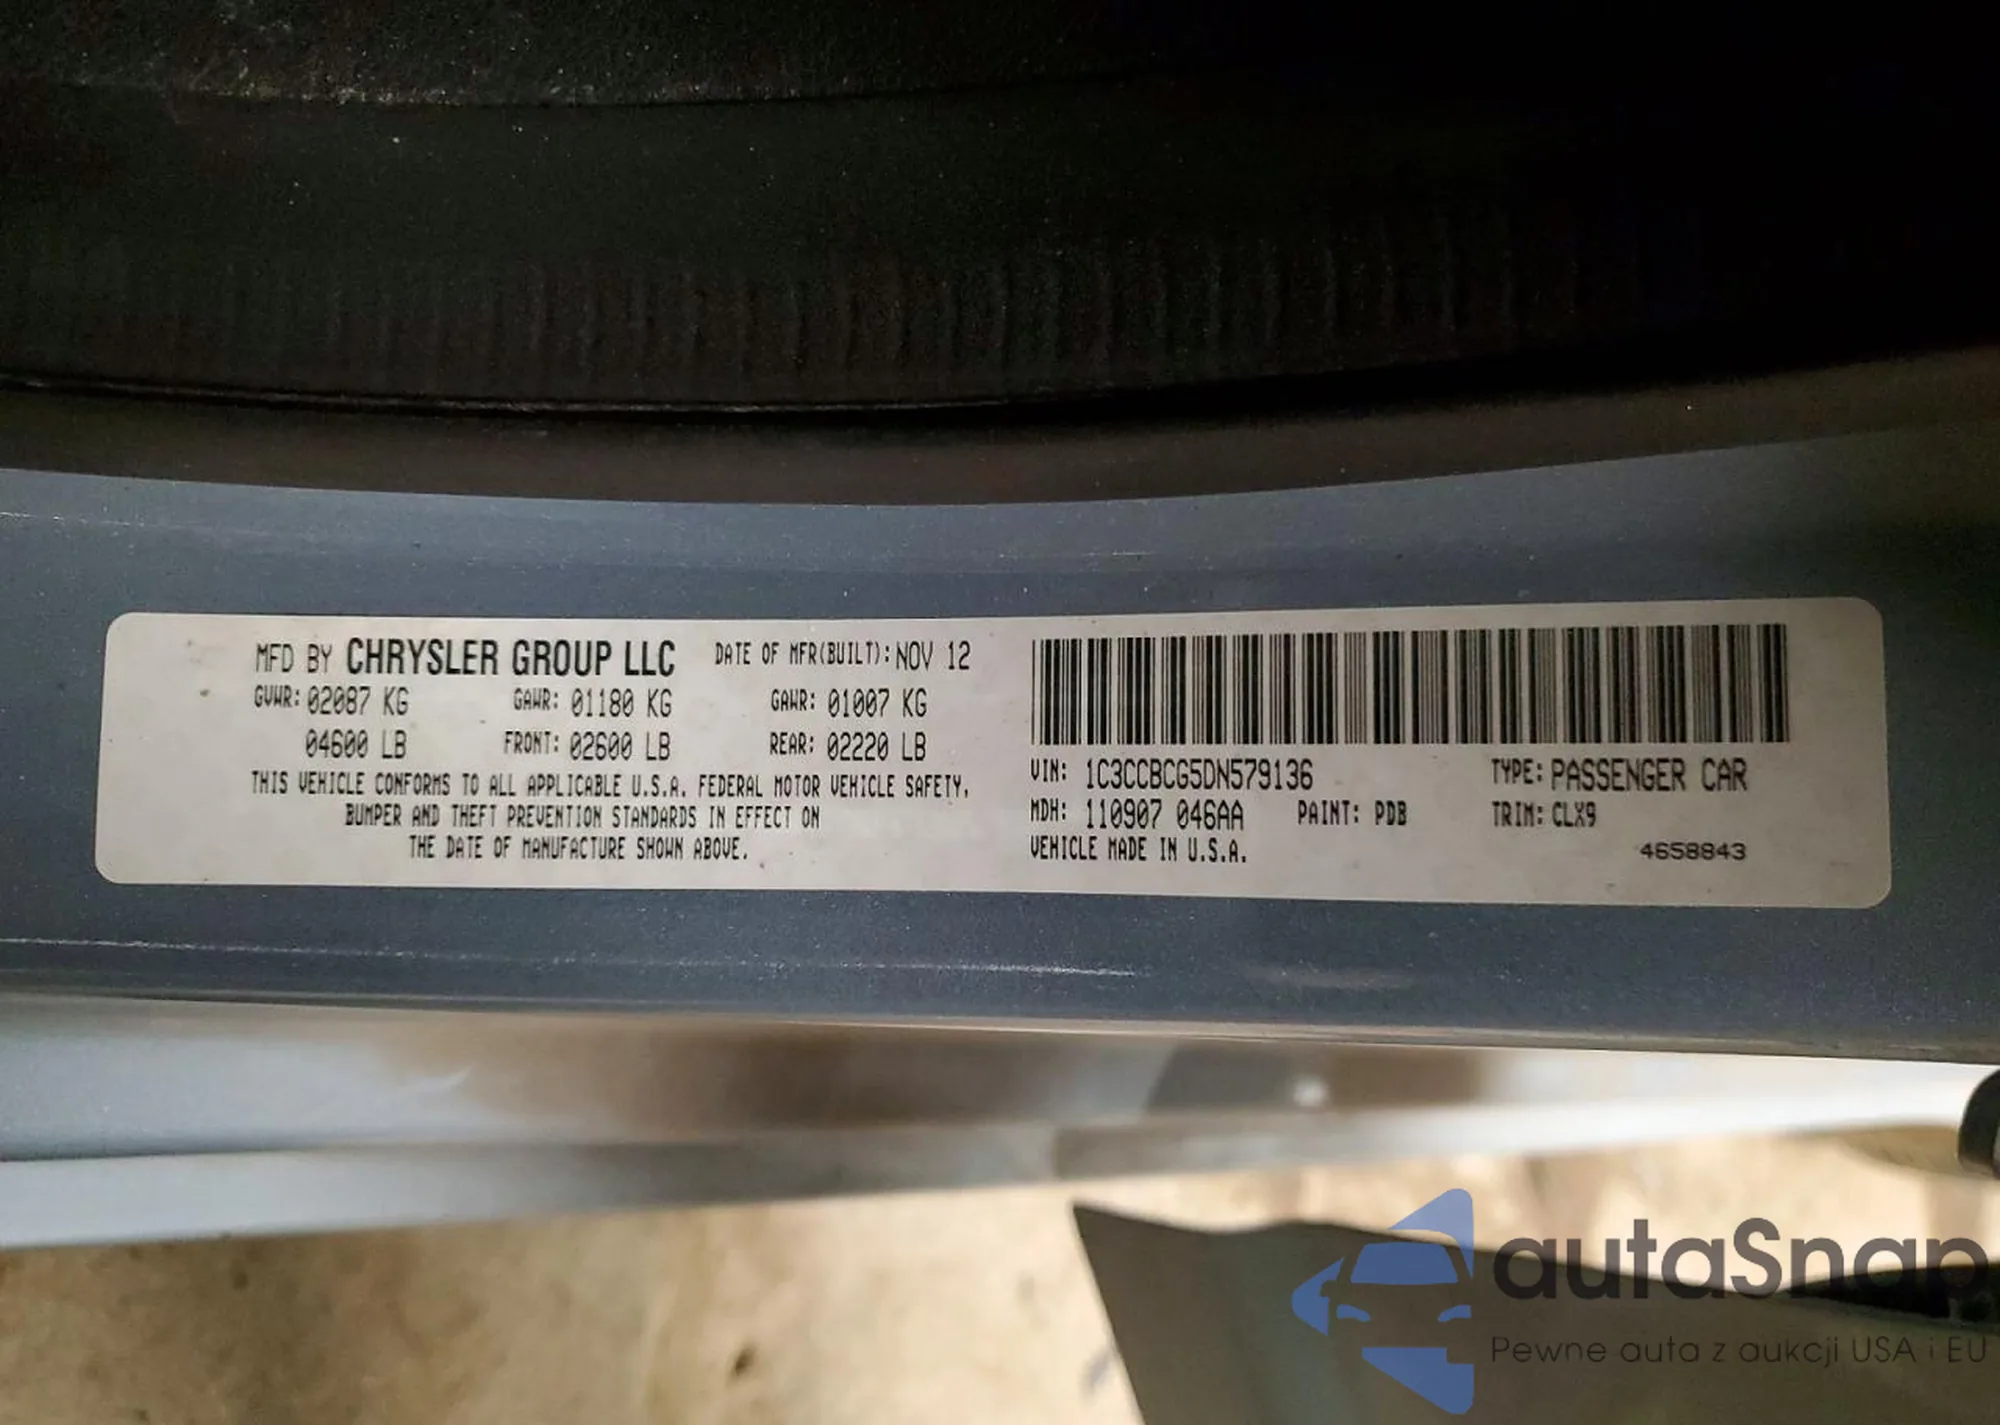 MFD BY CHRYSLER GROUP LLC DATE OF MFR(BUILT): NOV 12
GVWR: 02087 KG GAWR: 01180 KG GAWR: 01007 KG
04600 LB FRONT: 02600 LB REAR: 02220 LB
THIS VEHICLE CONFORMS TO ALL APPLICABLE U.S.A. FEDERAL MOTOR VEHICLE SAFETY,
BUMPER AND THEFT PREVENTION STANDARDS IN EFFECT ON
THE DATE OF MANUFACTURE SHOWN ABOVE.
VIN: 1C3CCBCG5DN579136 TYPE: PASSENGER CAR
MDH: 110907 046AA PAINT: PDB TRIM: CLX9
VEHICLE MADE IN U.S.A. 4658843
autaSnap
Pewne auta z aukcji USA i EU